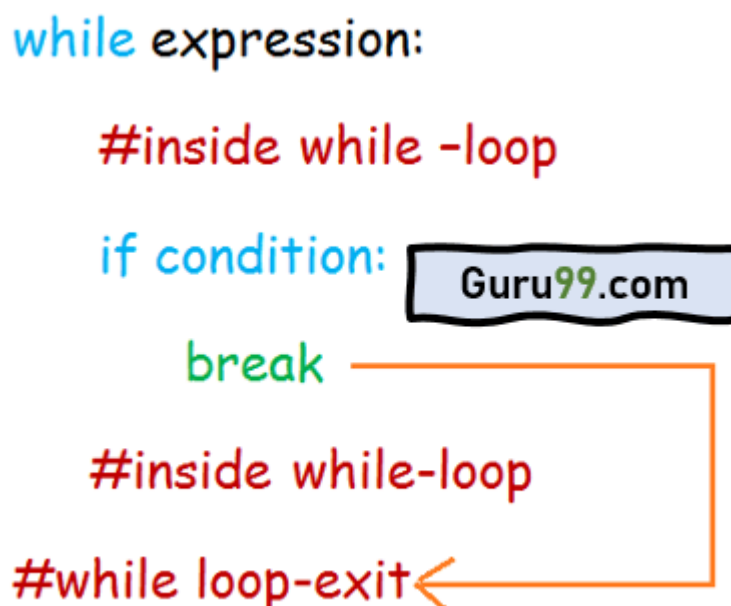 while expression:
#inside while -loop
if condition:
Guru99.com
break
#inside while-loop
#while loop-exit